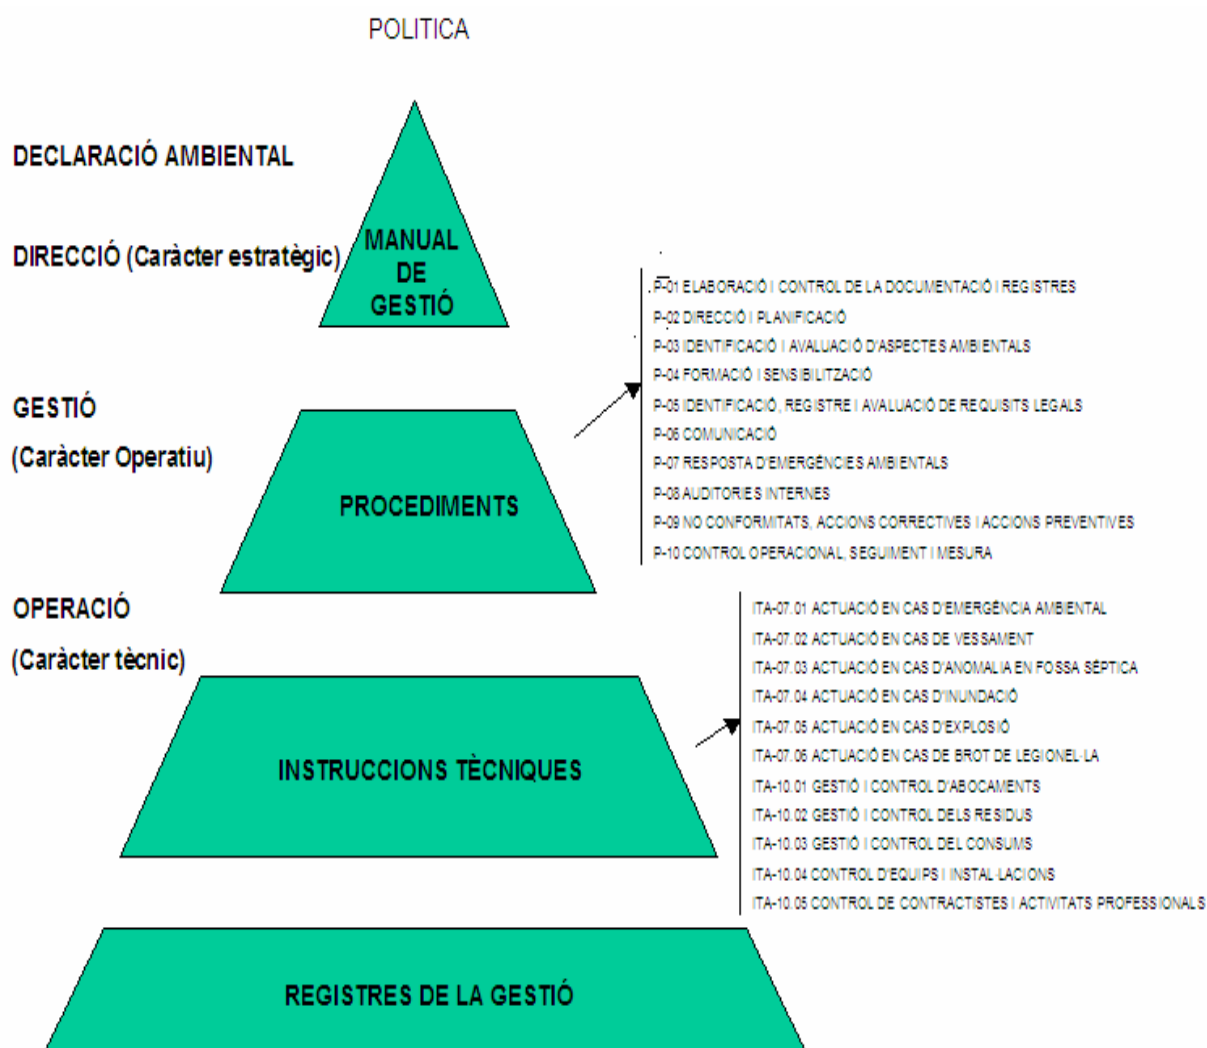 POLITICA
DECLARACIÓ AMBIENTAL
DIRECCIÓ (Caràcter estratègic)
MANUAL
DE
GESTIÓ
P-01 ELABORACIÓ I CONTROL DE LA DOCUMENTACIÓ I REGISTRES
P-02 DIRECCIÓ I PLANIFICACIÓ
P-03 IDENTIFICACIÓ I AVALUACIÓ D'ASPECTES AMBIENTALS
P-04 FORMACIÓ I SENSIBILITZACIÓ
P-05 IDENTIFICACIÓ, REGISTRE I AVALUACIÓ DE REQUISITS LEGALS
P-06 COMUNICACIÓ
P-07 RESPOSTA D'EMERGÈNCIES AMBIENTALS
P-08 AUDITORIES INTERNES
P-09 NO CONFORMITATS, ACCIONS CORRECTIVES I ACCIONS PREVENTIVES
P-10 CONTROL OPERACIONAL, SEGUIMENT I MESURA
GESTIÓ
(Caràcter Operatiu)
PROCEDIMENTS
OPERACIÓ
(Caràcter tècnic)
ITA-07.01 ACTUACIÓ EN CAS D'EMERGÈNCIA AMBIENTAL
ITA-07.02 ACTUACIÓ EN CAS DE VESSAMENT
ITA-07.03 ACTUACIÓ EN CAS D'ANOMALIA EN FOSSA SÈPTICA
ITA-07.04 ACTUACIÓ EN CAS D'INUNDACIÓ
ITA-07.05 ACTUACIÓ EN CAS D'EXPLOSIÓ
ITA-07.06 ACTUACIÓ EN CAS DE BROT DE LEGIONEL·LA
ITA-10.01 GESTIÓ I CONTROL D'ABOCAMENTS
ITA-10.02 GESTIÓ I CONTROL DELS RESIDUS
ITA-10.03 GESTIÓ I CONTROL DEL CONSUMS
ITA-10.04 CONTROL D'EQUIPS I INSTAL·LACIONS
ITA-10.05 CONTROL DE CONTRACTISTES I ACTIVITATS PROFESSIONALS
INSTRUCCIONS TÈCNIQUES
REGISTRES DE LA GESTIÓ